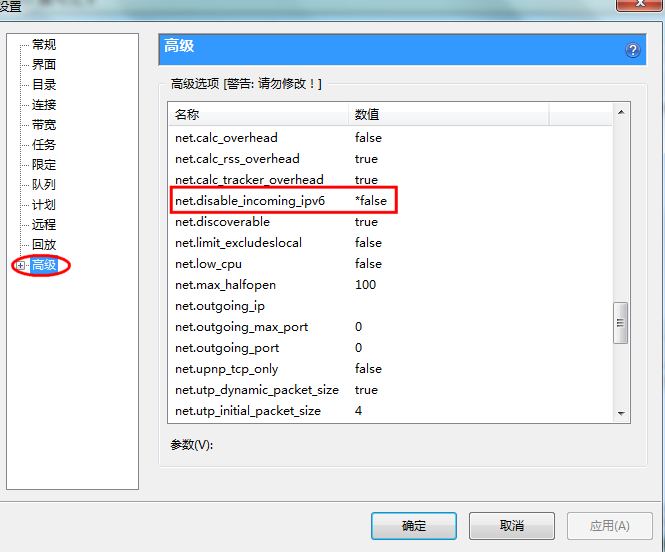 设置
常规
界面
目录
连接
带宽
任务
限定
队列
计划
远程
回放
高级
高级
高级选项 [警告: 请勿修改！]
名称 数值
net.calc_overhead false
net.calc_rss_overhead true
net.calc_tracker_overhead true
net.disable_incoming_ipv6 *false
net.discoverable true
net.limit_excludeslocal false
net.low_cpu false
net.max_halfopen 100
net.outgoing_ip
net.outgoing_max_port 0
net.outgoing_port 0
net.upnp_tcp_only false
net.utp_dynamic_packet_size true
net.utp_initial_packet_size 4
参数(V):
确定 取消 应用(A)